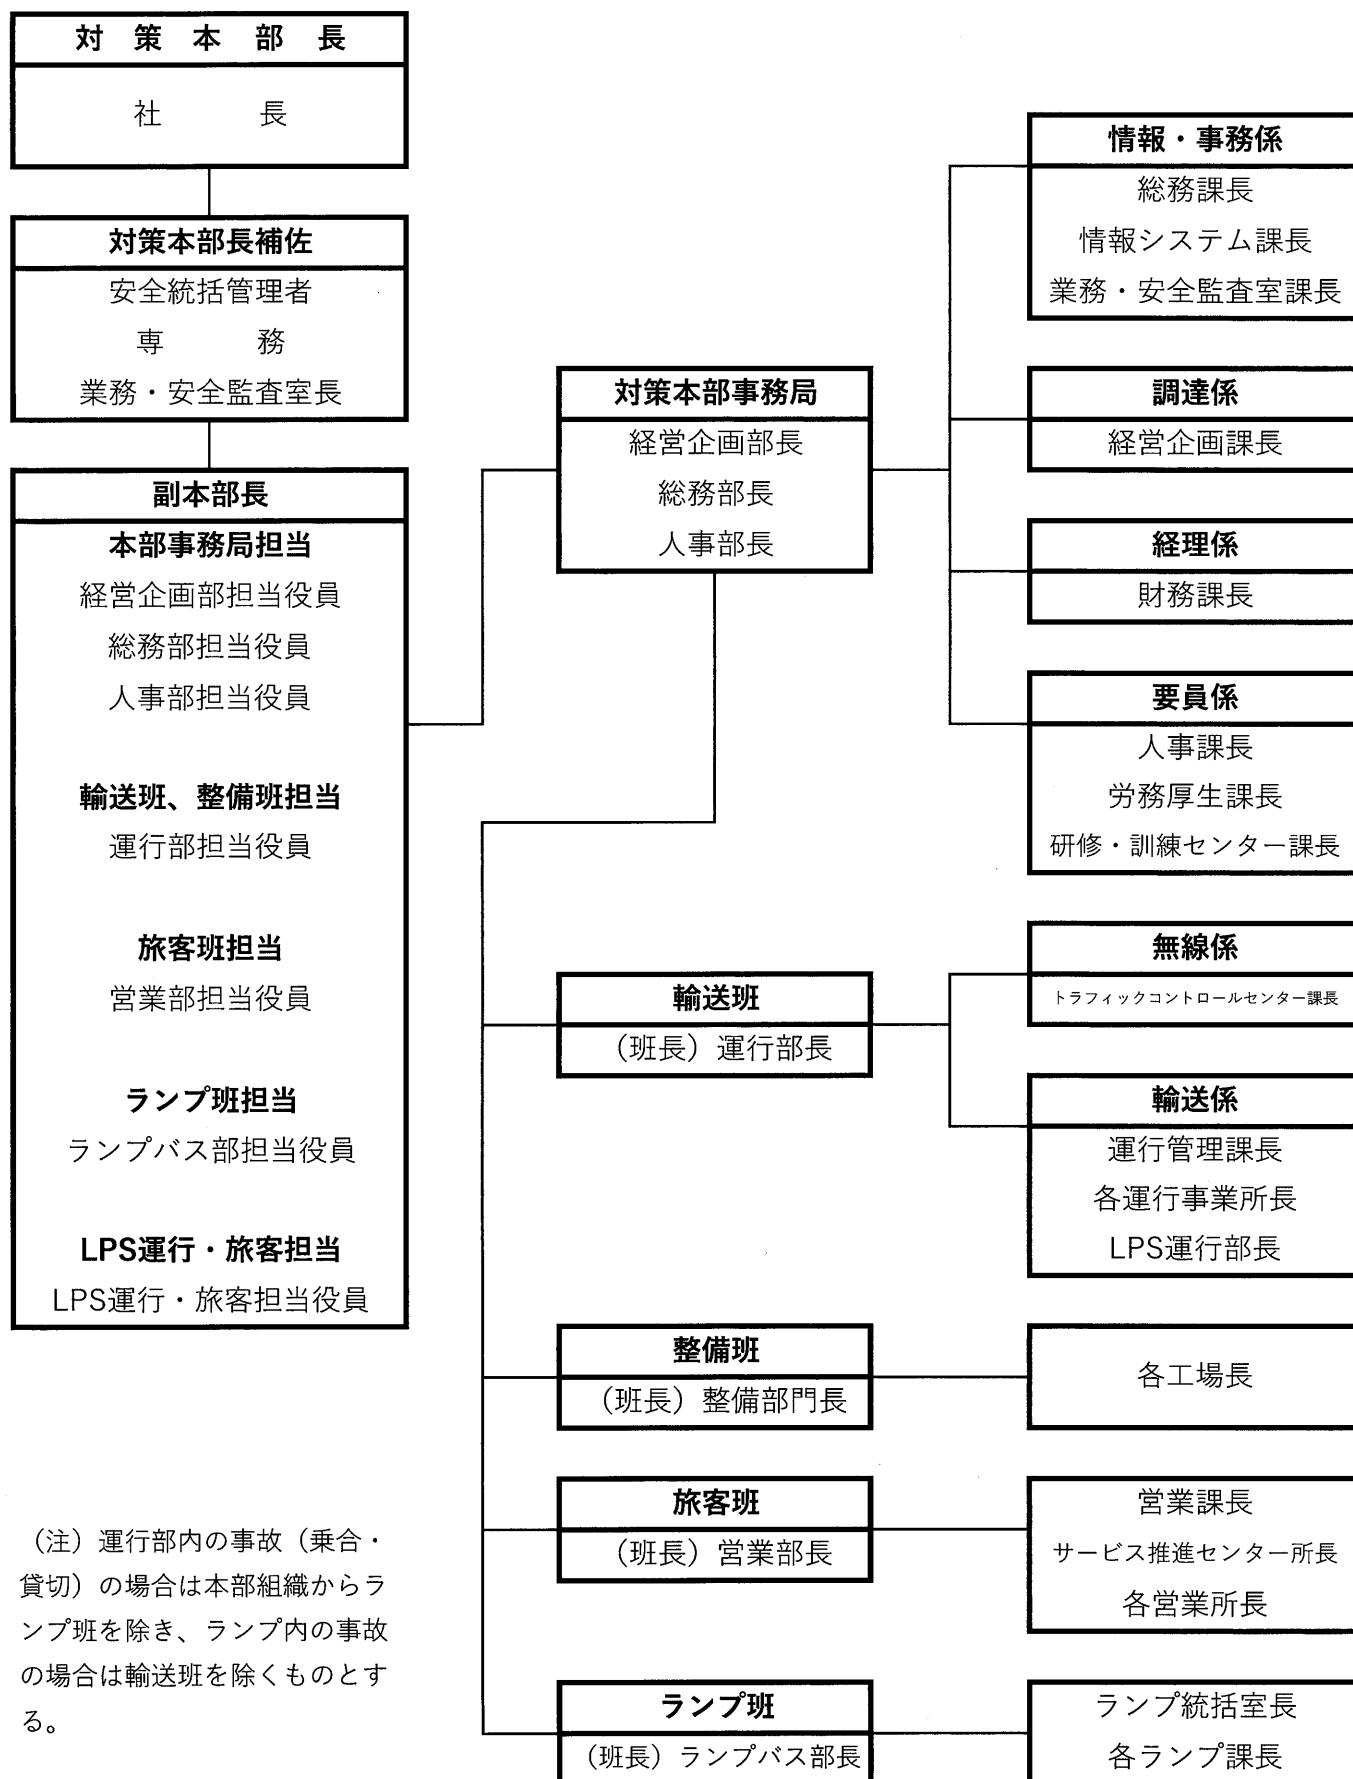 対策本部長
社長
対策本部長補佐
安全統括管理者
専務
業務・安全監査室長
副本部長
本部事務局担当
経営企画部担当役員
総務部担当役員
人事部担当役員
輸送班、整備班担当
運行部担当役員
旅客班担当
営業部担当役員
ランプ班担当
ランプバス部担当役員
LPS運行・旅客担当
LPS運行・旅客担当役員
（注）運行部内の事故（乗合・
貸切）の場合は本部組織からラ
ンプ班を除き、ランプ内の事故
の場合は輸送班を除くものとす
る。
対策本部事務局
経営企画部長
総務部長
人事部長
情報・事務係
総務課長
情報システム課長
業務・安全監査室課長
調達係
経営企画課長
経理係
財務課長
要員係
人事課長
労務厚生課長
研修・訓練センター課長
輸送班
（班長）運行部長
無線係
トラフィックコントロールセンター課長
輸送係
運行管理課長
各運行事業所長
LPS運行部長
整備班
（班長）整備部門長
各工場長
旅客班
（班長）営業部長
営業課長
サービス推進センター所長
各営業所長
ランプ班
（班長）ランプバス部長
ランプ統括室長
各ランプ課長